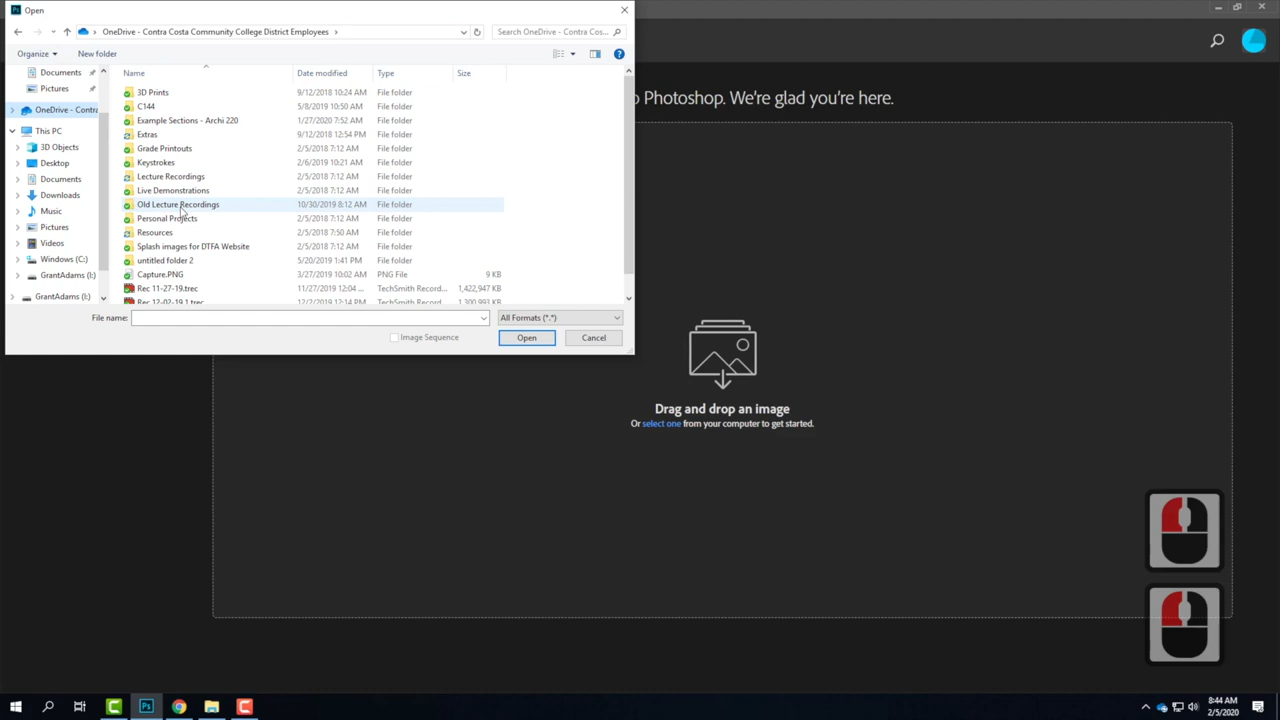 Ps Open
OneDrive - Contra Costa Community College District Employees
Search OneDrive - Contra Cos...
Organize
New folder
?
Documents
Pictures
OneDrive - Contra
This PC
3D Objects
Desktop
Documents
Downloads
Music
Pictures
Videos
Windows (C:)
GrantAdams (I:)
GrantAdams (I:)
Name Date modified Type Size
3D Prints 9/12/2018 10:24 AM File folder
C144 5/8/2019 10:50 AM File folder
Example Sections - Archi 220 1/27/2020 7:52 AM File folder
Extras 9/12/2018 12:54 PM File folder
Grade Printouts 2/5/2018 7:12 AM File folder
Keystrokes 2/6/2019 10:21 AM File folder
Lecture Recordings 2/5/2018 7:12 AM File folder
Live Demonstrations 2/5/2018 7:12 AM File folder
Old Lecture Recordings 10/30/2019 8:12 AM File folder
Personal Projects 2/5/2018 7:12 AM File folder
Resources 2/5/2018 7:50 AM File folder
Splash images for DTFA Website 2/5/2018 7:12 AM File folder
untitled folder 2 5/20/2019 1:41 PM File folder
Capture.PNG 3/27/2019 10:02 AM PNG File 9 KB
Rec 11-27-19.trec 11/27/2019 12:04 ... TechSmith Record... 1,422,947 KB
Rec 12-02-19 1.trec 12/2/2019 12:14 PM TechSmith Record... 1,300,993 KB
File name:
All Formats (*.*)
Image Sequence
Open
Cancel
o Photoshop. We're glad you're here.
Drag and drop an image
Or select one from your computer to get started.
Ps
8:44 AM
2/5/2020